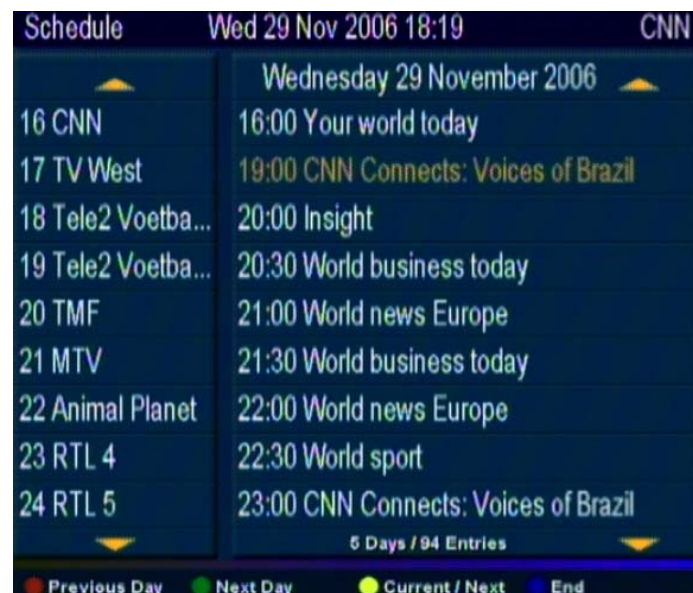 Schedule Wed 29 Nov 2006 18:19 CNN
Wednesday 29 November 2006
16 CNN
17 TV West
18 Tele2 Voetba...
19 Tele2 Voetba...
20 TMF
21 MTV
22 Animal Planet
23 RTL 4
24 RTL 5
16:00 Your world today
19:00 CNN Connects: Voices of Brazil
20:00 Insight
20:30 World business today
21:00 World news Europe
21:30 World business today
22:00 World news Europe
22:30 World sport
23:00 CNN Connects: Voices of Brazil
5 Days / 94 Entries
Previous Day Next Day Current / Next End